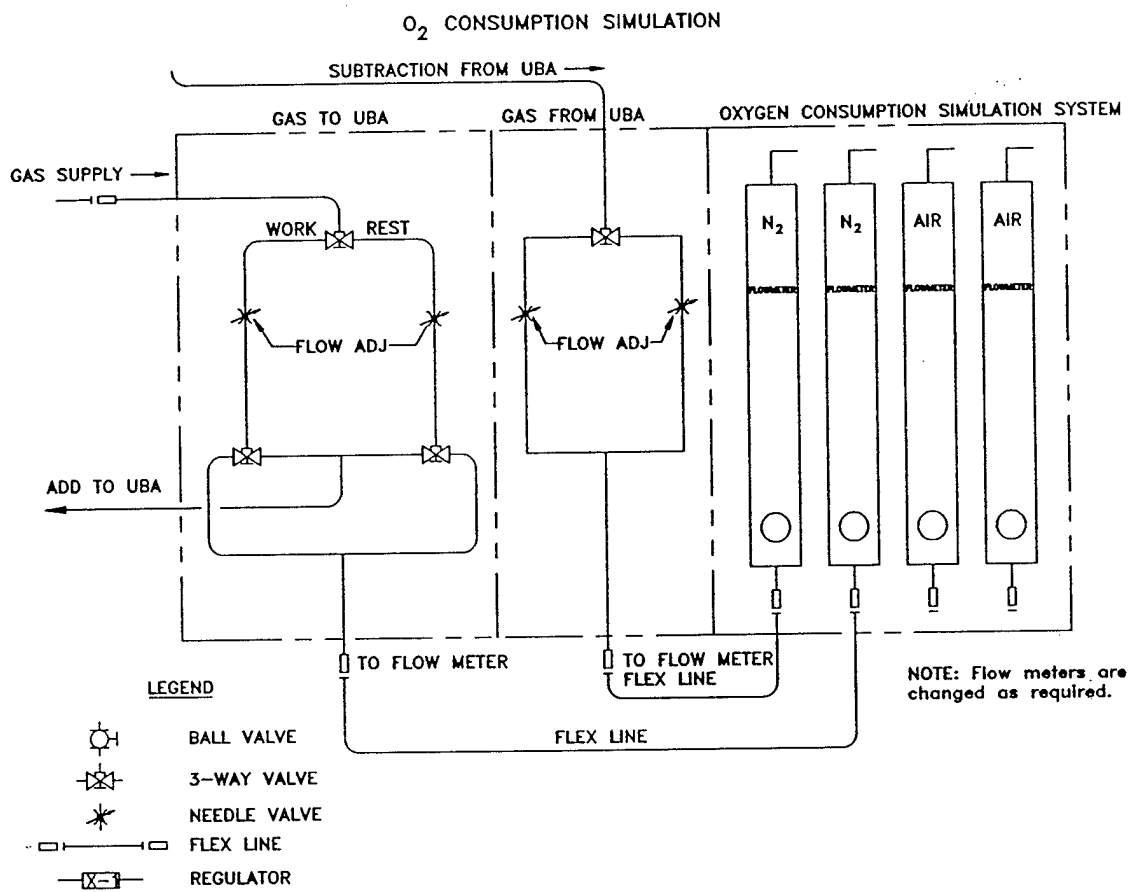 O2 CONSUMPTION SIMULATION
SUBTRACTION FROM UBA
GAS TO UBA
GAS FROM UBA
OXYGEN CONSUMPTION SIMULATION SYSTEM
GAS SUPPLY
WORK
REST
N2
N2
AIR
AIR
FLOWMETER
FLOWMETER
FLOWMETER
FLOWMETER
FLOW ADJ
FLOW ADJ
ADD TO UBA
TO FLOW METER
TO FLOW METER
FLEX LINE
NOTE: Flow meters are
changed as required.
FLEX LINE
LEGEND
BALL VALVE
3-WAY VALVE
NEEDLE VALVE
FLEX LINE
REGULATOR